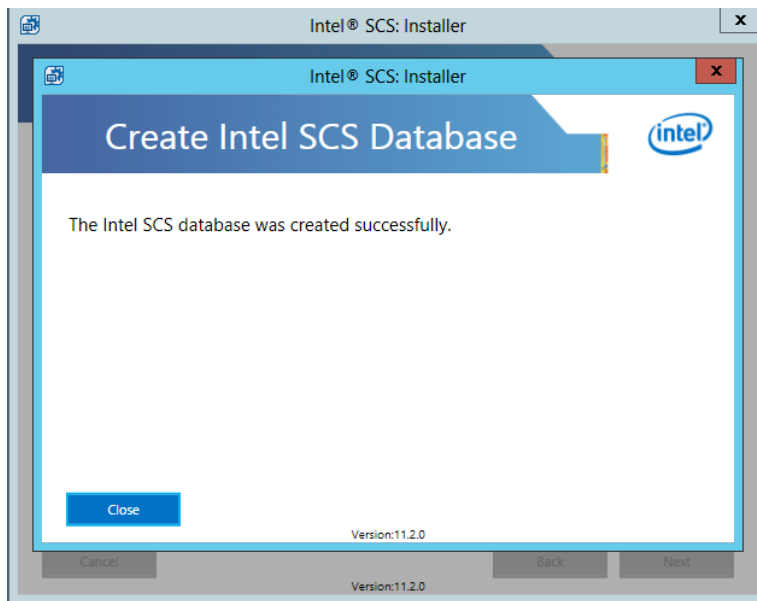 Intel® SCS: Installer
x
Intel® SCS: Installer
x
Create Intel SCS Database
intel®
The Intel SCS database was created successfully.
Close
Version:11.2.0
Cancel
Back
Next
Version:11.2.0